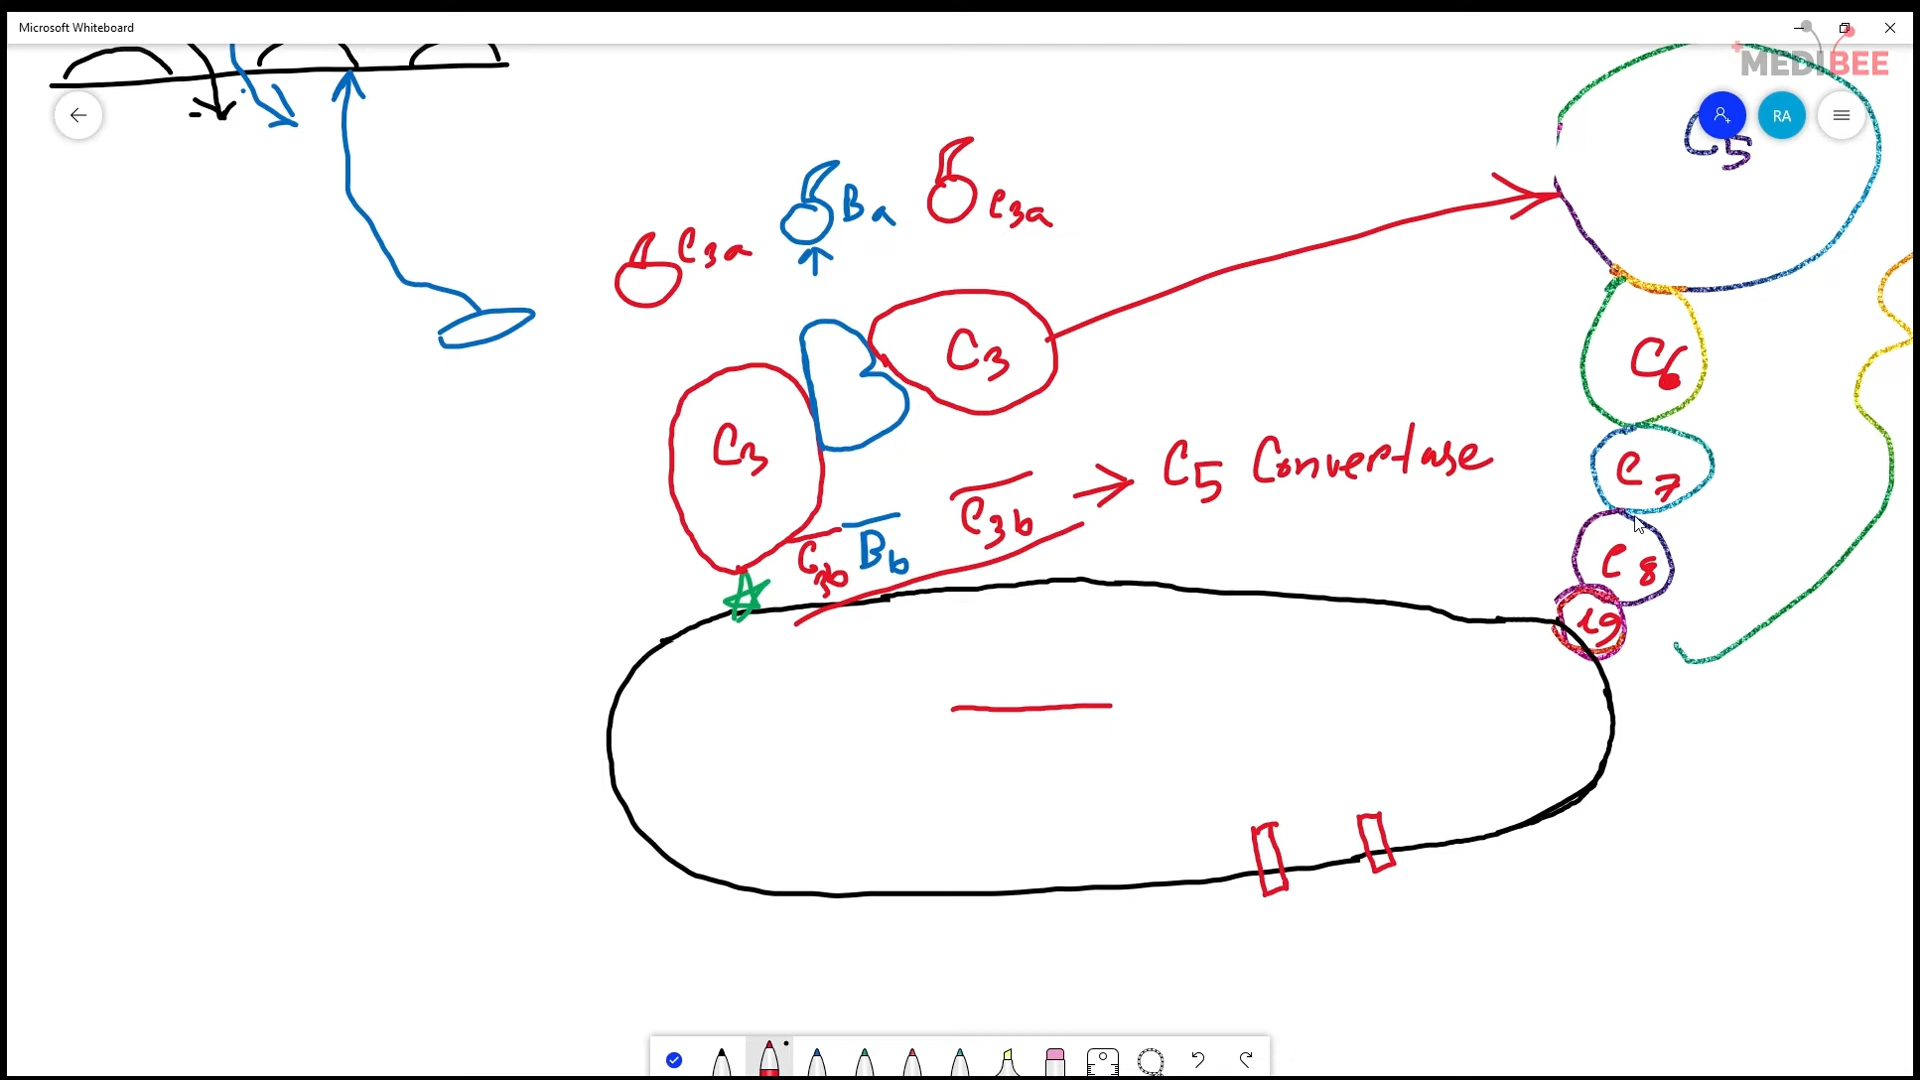 Microsoft Whiteboard
MEDIBEE
RA
C5
C3a
Ba
C3a
C3
C3
C6
C7
C8
C9
C3b Bb C3b → C5 Convertase